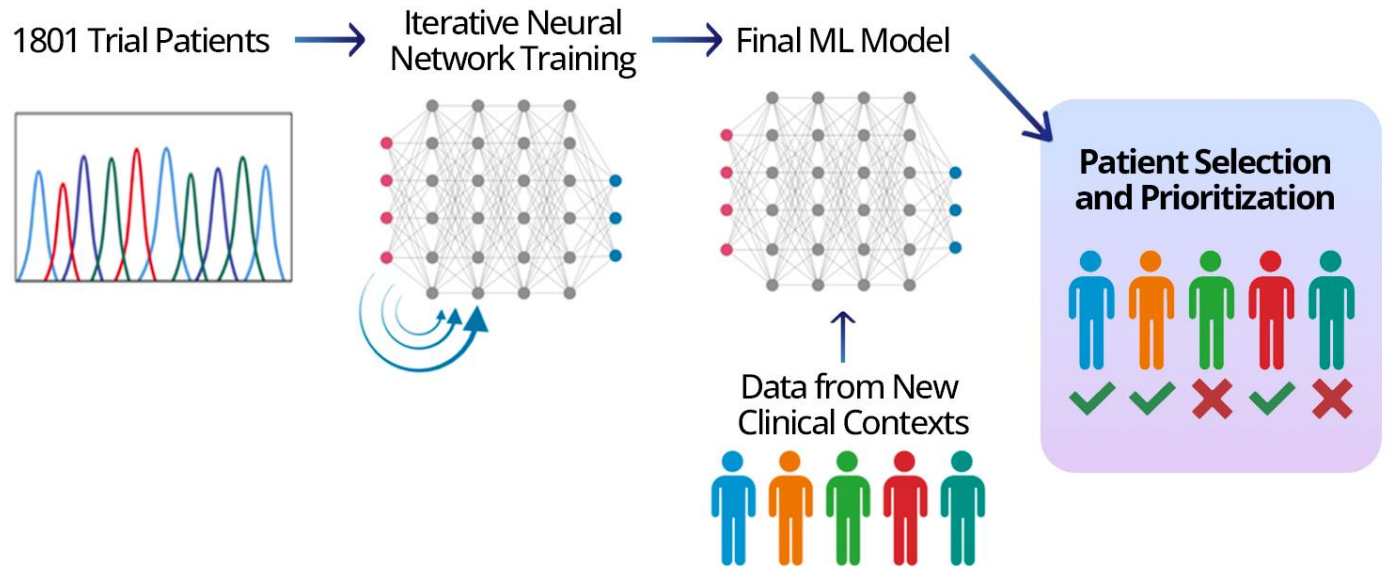 1801 Trial Patients
Iterative Neural
Network Training
Final ML Model
Patient Selection
and Prioritization
Data from New
Clinical Contexts